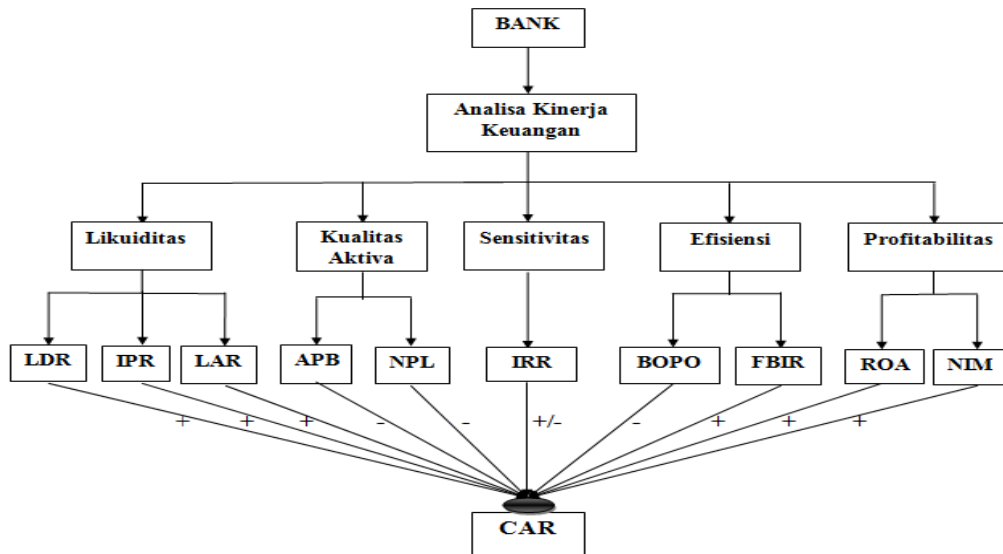 BANK
Analisa Kinerja
Keuangan
Likuiditas
Kualitas
Aktiva
Sensitivitas
Efisiensi
Profitabilitas
LDR
IPR
LAR
APB
NPL
IRR
BOPO
FBIR
ROA
NIM
+ + + - - +/- - + + +
CAR